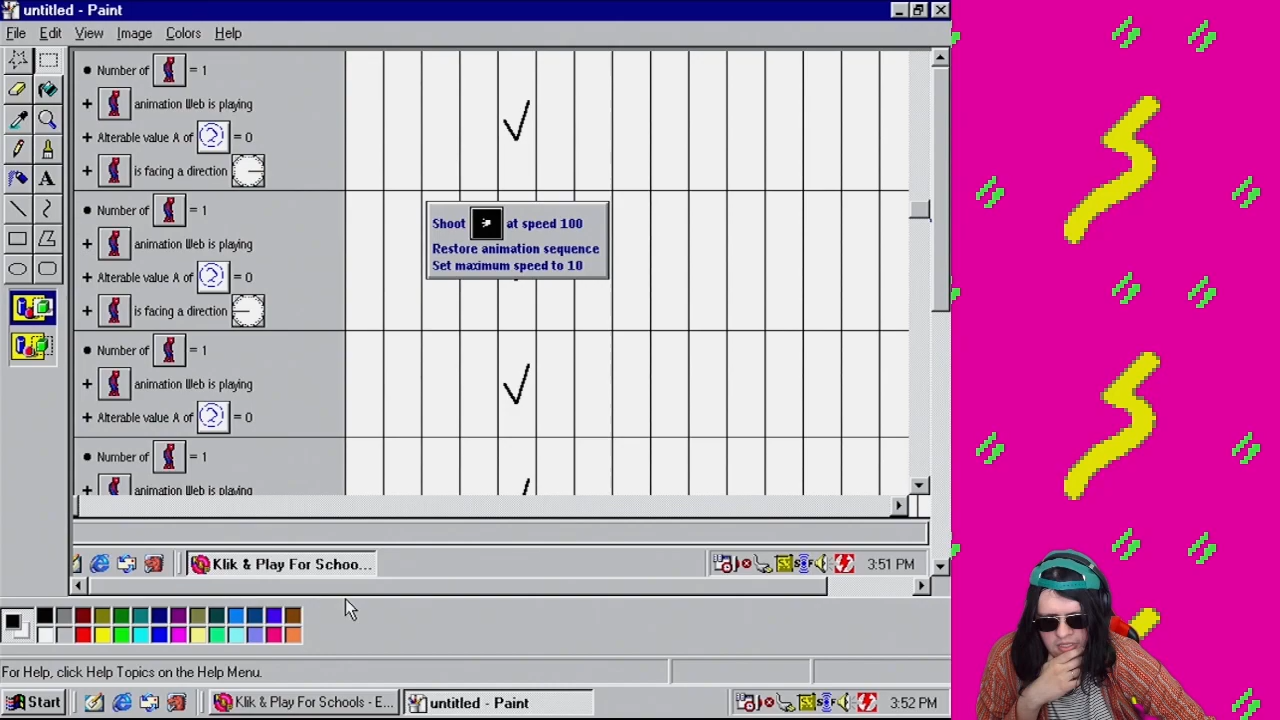 untitled - Paint
File Edit View Image Colors Help
Number of = 1
+ animation Web is playing
+ Alterable value A of = 0
+ is facing a direction
Number of = 1
+ animation Web is playing
+ Alterable value A of = 0
+ is facing a direction
Shoot at speed 100
Restore animation sequence
Set maximum speed to 10
Number of = 1
+ animation Web is playing
+ Alterable value A of = 0
Number of = 1
+ animation Web is playing
Klik & Play For Schoo...
3:51 PM
For Help, click Help Topics on the Help Menu.
Start
Klik & Play For Schools - E...
untitled - Paint
3:52 PM